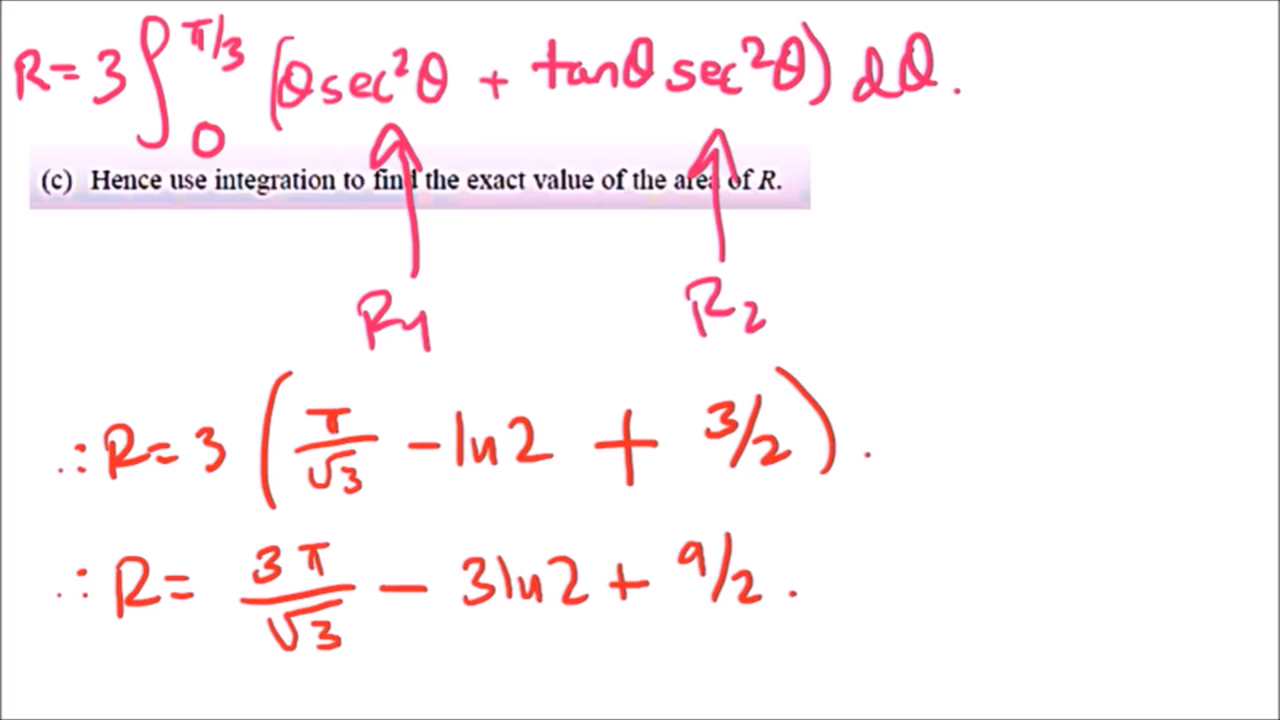 R = 3 ∫₀^{π/3} (θsec²θ + tanθ sec²θ) dθ.
(c) Hence use integration to find the exact value of the area of R.
R1 R2
∴ R = 3 (π/√3 − ln2 + 3/2).
∴ R = 3π/√3 − 3ln2 + 9/2.